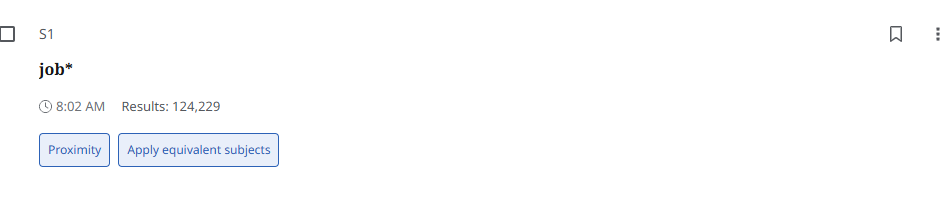 S1
job*
8:02 AM Results: 124,229
Proximity Apply equivalent subjects